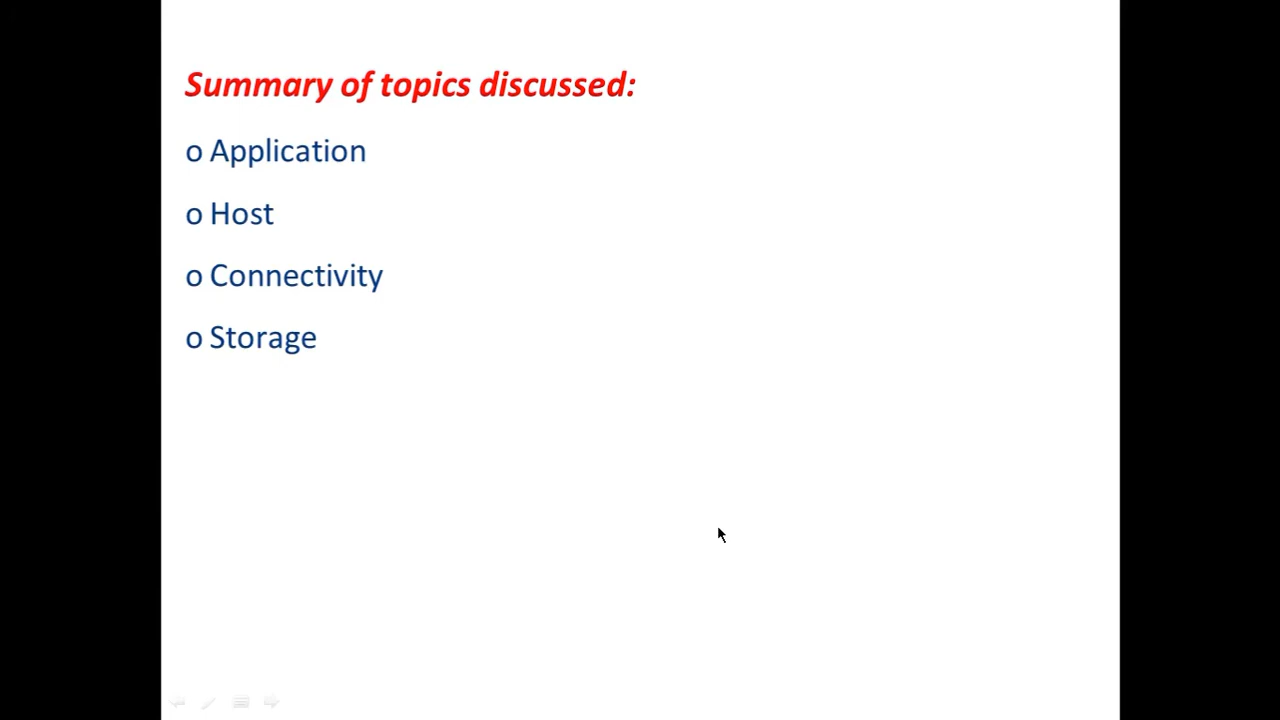 Summary of topics discussed:
o Application
o Host
o Connectivity
o Storage